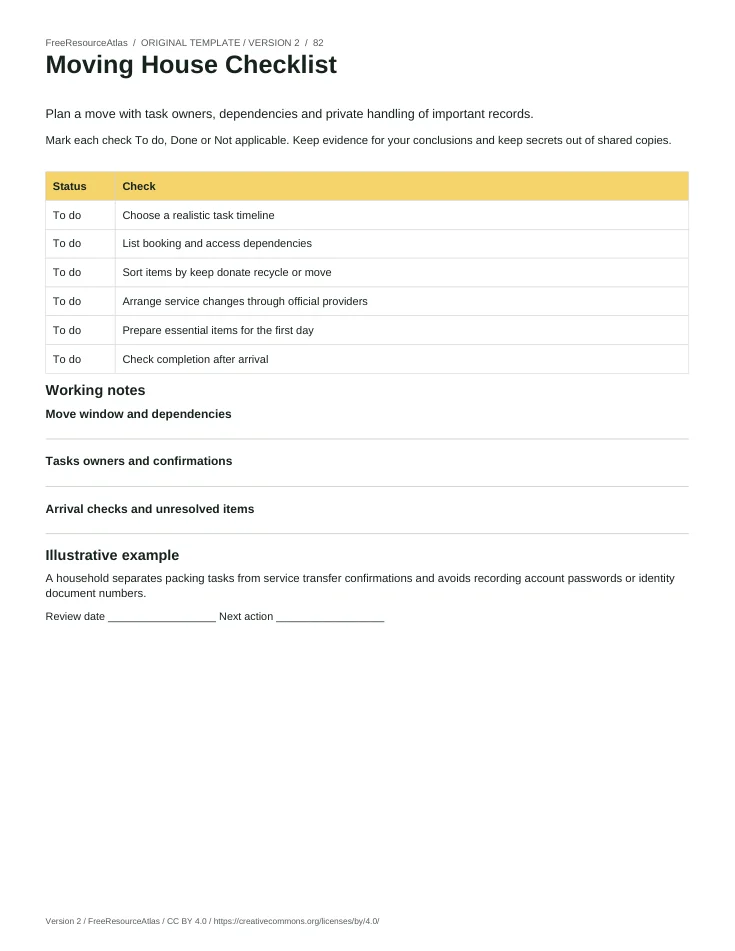 FreeResourceAtlas / ORIGINAL TEMPLATE / VERSION 2 / 82
Moving House Checklist
Plan a move with task owners, dependencies and private handling of important records.
Mark each check To do, Done or Not applicable. Keep evidence for your conclusions and keep secrets out of shared copies.
Status Check
To do Choose a realistic task timeline
To do List booking and access dependencies
To do Sort items by keep donate recycle or move
To do Arrange service changes through official providers
To do Prepare essential items for the first day
To do Check completion after arrival
Working notes
Move window and dependencies
Tasks owners and confirmations
Arrival checks and unresolved items
Illustrative example
A household separates packing tasks from service transfer confirmations and avoids recording account passwords or identity
document numbers.
Review date __________________ Next action __________________
Version 2 / FreeResourceAtlas / CC BY 4.0 / https://creativecommons.org/licenses/by/4.0/